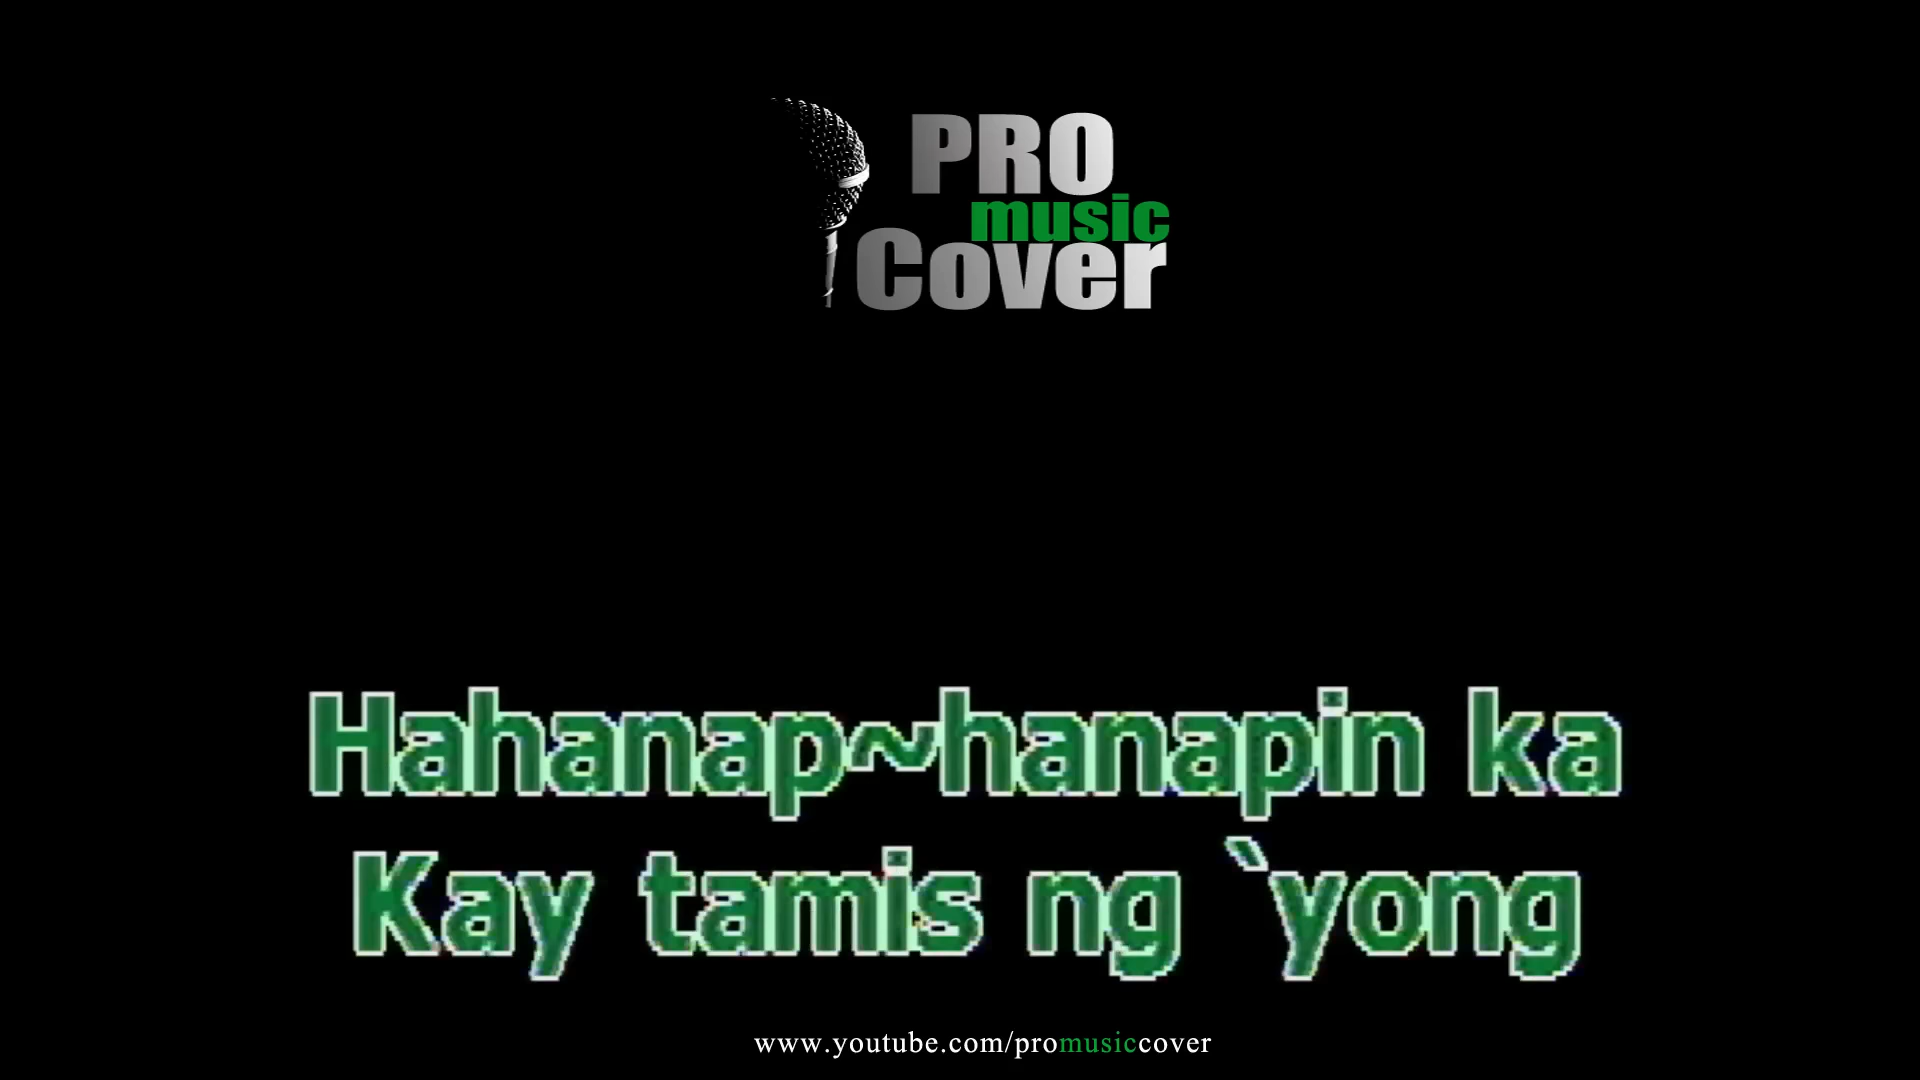 PRO
music
Cover
Hahanap~hanapin ka
Kay tamis ng `yong
www.youtube.com/promusiccover